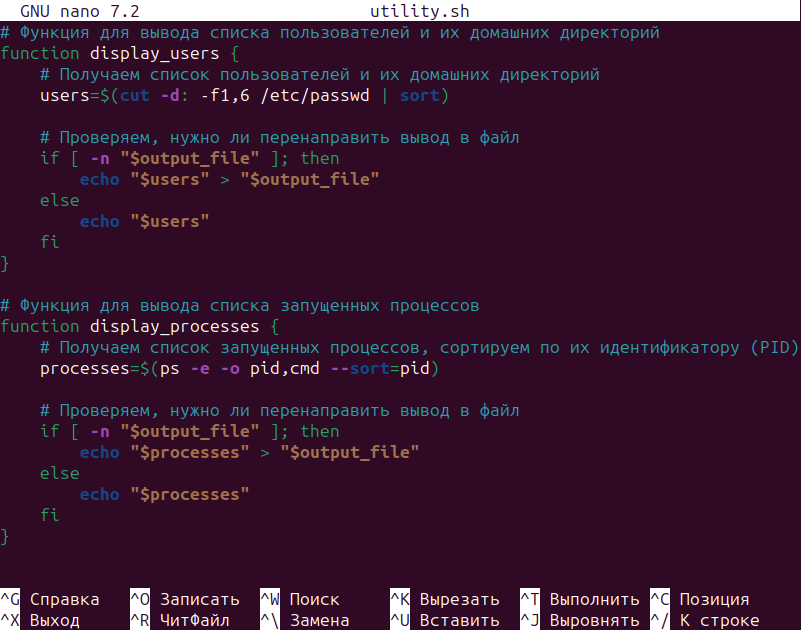 GNU nano 7.2 utility.sh
# Функция для вывода списка пользователей и их домашних директорий
function display_users {
    # Получаем список пользователей и их домашних директорий
    users=$(cut -d: -f1,6 /etc/passwd | sort)

    # Проверяем, нужно ли перенаправить вывод в файл
    if [ -n "$output_file" ]; then
        echo "$users" > "$output_file"
    else
        echo "$users"
    fi
}

# Функция для вывода списка запущенных процессов
function display_processes {
    # Получаем список запущенных процессов, сортируем по их идентификатору (PID)
    processes=$(ps -e -o pid,cmd --sort=pid)

    # Проверяем, нужно ли перенаправить вывод в файл
    if [ -n "$output_file" ]; then
        echo "$processes" > "$output_file"
    else
        echo "$processes"
    fi
}

^G Справка ^O Записать ^W Поиск ^K Вырезать ^T Выполнить ^C Позиция
^X Выход ^R ЧитФайл ^\ Замена ^U Вставить ^J Выровнять ^/ К строке